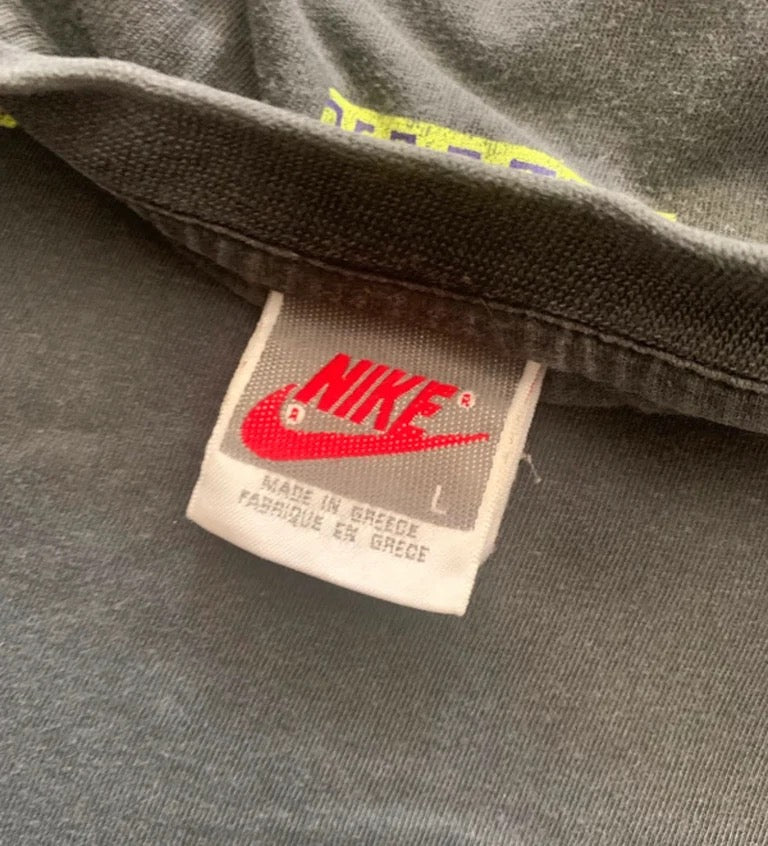 NIKE ®
®
L
MADE IN GREECE
FABRIQUE EN GRECE